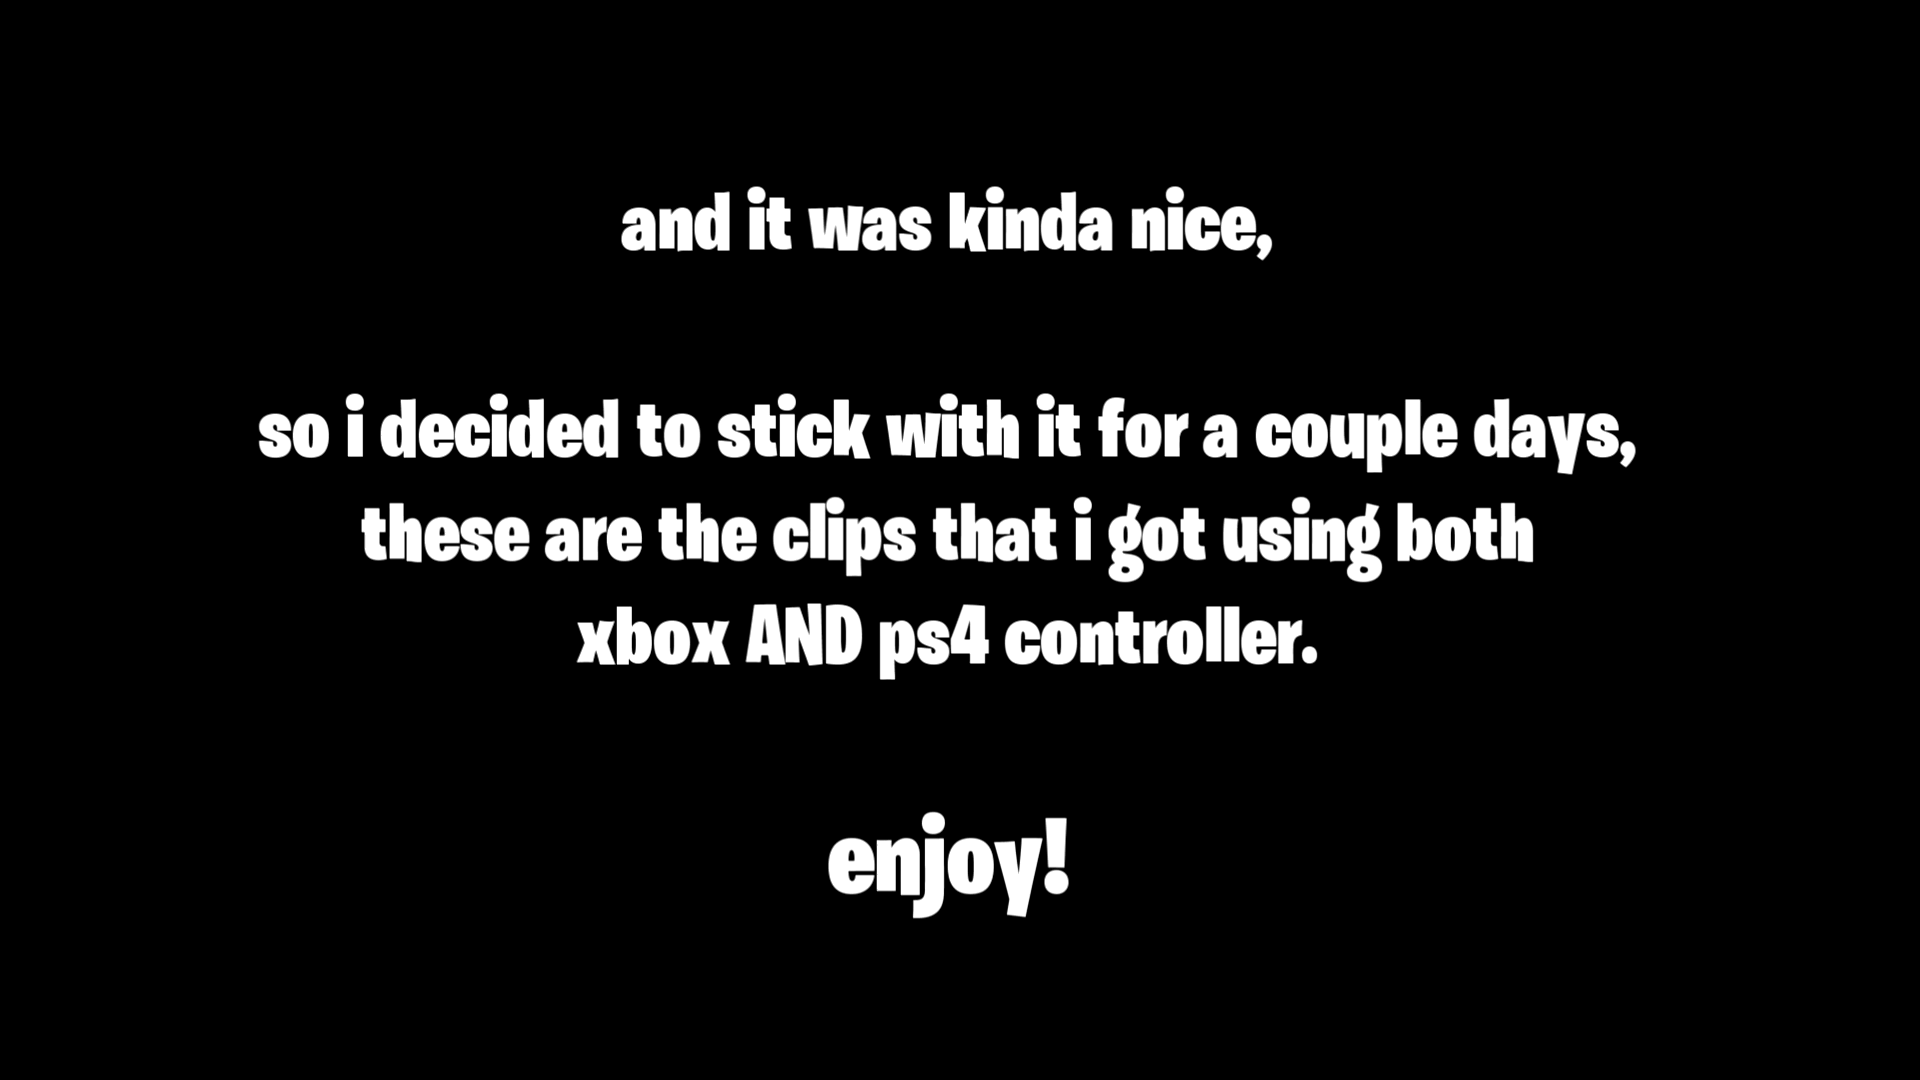 and it was kinda nice,
so i decided to stick with it for a couple days,
these are the clips that i got using both
xbox AND ps4 controller.
enjoy!